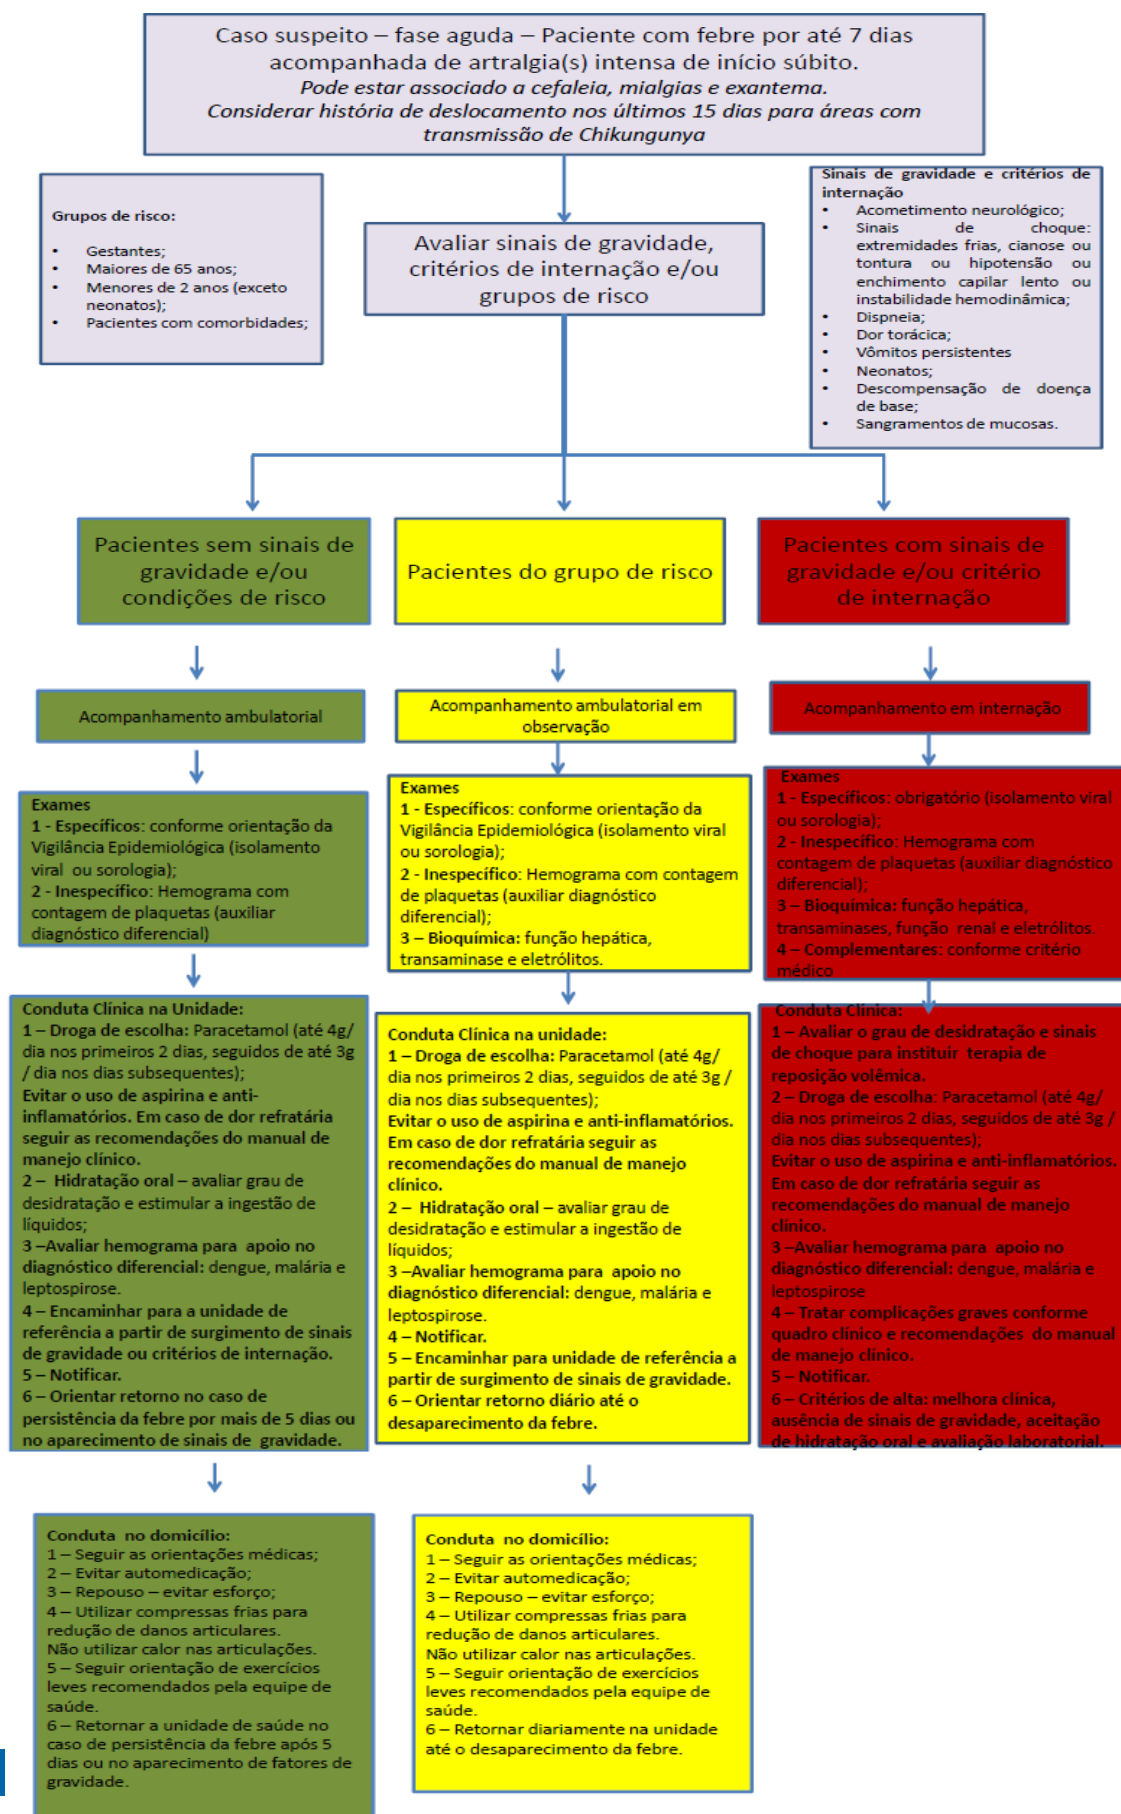 Caso suspeito – fase aguda – Paciente com febre por até 7 dias
acompanhada de artralgia(s) intensa de início súbito.
Pode estar associado a cefaleia, mialgias e exantema.
Considerar história de deslocamento nos últimos 15 dias para áreas com
transmissão de Chikungunya
Grupos de risco:
• Gestantes;
• Maiores de 65 anos;
• Menores de 2 anos (exceto
neonatos);
• Pacientes com comorbidades;
Avaliar sinais de gravidade,
critérios de internação e/ou
grupos de risco
Sinais de gravidade e critérios de
internação
• Acometimento neurológico;
• Sinais de choque:
extremidades frias, cianose ou
tontura ou hipotensão ou
enchimento capilar lento ou
instabilidade hemodinâmica;
• Dispneia;
• Dor torácica;
• Vômitos persistentes
• Neonatos;
• Descompensação de doença
de base;
• Sangramentos de mucosas.
Pacientes sem sinais de
gravidade e/ou
condições de risco
Pacientes do grupo de risco
Pacientes com sinais de
gravidade e/ou critério
de internação
Acompanhamento ambulatorial
Acompanhamento ambulatorial em
observação
Acompanhamento em internação
Exames
1 - Específicos: conforme orientação da
Vigilância Epidemiológica (isolamento
viral ou sorologia);
2 - Inespecífico: Hemograma com
contagem de plaquetas (auxiliar
diagnóstico diferencial)
Exames
1 - Específicos: conforme orientação da
Vigilância Epidemiológica (isolamento viral
ou sorologia);
2 - Inespecífico: Hemograma com contagem
de plaquetas (auxiliar diagnóstico
diferencial);
3 – Bioquímica: função hepática,
transaminase e eletrólitos.
Exames
1 - Específicos: obrigatório (isolamento viral
ou sorologia);
2 - Inespecífico: Hemograma com
contagem de plaquetas (auxiliar diagnóstico
diferencial);
3 – Bioquímica: função hepática,
transaminases, função renal e eletrólitos.
4 – Complementares: conforme critério
médico
Conduta Clínica na Unidade:
1 – Droga de escolha: Paracetamol (até 4g/
dia nos primeiros 2 dias, seguidos de até 3g
/ dia nos dias subsequentes);
Evitar o uso de aspirina e anti-
inflamatórios. Em caso de dor refratária
seguir as recomendações do manual de
manejo clínico.
2 – Hidratação oral – avaliar grau de
desidratação e estimular a ingestão de
líquidos;
3 –Avaliar hemograma para apoio no
diagnóstico diferencial: dengue, malária e
leptospirose.
4 – Encaminhar para a unidade de
referência a partir de surgimento de sinais
de gravidade ou critérios de internação.
5 – Notificar.
6 – Orientar retorno no caso de
persistência da febre por mais de 5 dias ou
no aparecimento de sinais de gravidade.
Conduta Clínica na unidade:
1 – Droga de escolha: Paracetamol (até 4g/
dia nos primeiros 2 dias, seguidos de até 3g /
dia nos dias subsequentes);
Evitar o uso de aspirina e anti-inflamatórios.
Em caso de dor refratária seguir as
recomendações do manual de manejo
clínico.
2 – Hidratação oral – avaliar grau de
desidratação e estimular a ingestão de
líquidos;
3 –Avaliar hemograma para apoio no
diagnóstico diferencial: dengue, malária e
leptospirose.
4 – Notificar.
5 – Encaminhar para unidade de referência a
partir de surgimento de sinais de gravidade.
6 – Orientar retorno diário até o
desaparecimento da febre.
Conduta Clínica:
1 – Avaliar o grau de desidratação e sinais
de choque para instituir terapia de
reposição volêmica.
2 – Droga de escolha: Paracetamol (até 4g/
dia nos primeiros 2 dias, seguidos de até 3g /
dia nos dias subsequentes);
Evitar o uso de aspirina e anti-inflamatórios.
Em caso de dor refratária seguir as
recomendações do manual de manejo
clínico.
3 –Avaliar hemograma para apoio no
diagnóstico diferencial: dengue, malária e
leptospirose
4 – Tratar complicações graves conforme
quadro clínico e recomendações do manual
de manejo clínico.
5 – Notificar.
6 – Critérios de alta: melhora clínica,
ausência de sinais de gravidade, aceitação
de hidratação oral e avaliação laboratorial.
Conduta no domicílio:
1 – Seguir as orientações médicas;
2 – Evitar automedicação;
3 – Repouso – evitar esforço;
4 – Utilizar compressas frias para
redução de danos articulares.
Não utilizar calor nas articulações.
5 – Seguir orientação de exercícios
leves recomendados pela equipe de
saúde.
6 – Retornar a unidade de saúde no
caso de persistência da febre após 5
dias ou no aparecimento de fatores de
gravidade.
Conduta no domicílio:
1 – Seguir as orientações médicas;
2 – Evitar automedicação;
3 – Repouso – evitar esforço;
4 – Utilizar compressas frias para
redução de danos articulares.
Não utilizar calor nas articulações.
5 – Seguir orientação de exercícios
leves recomendados pela equipe de
saúde.
6 – Retornar diariamente na unidade
até o desaparecimento da febre.